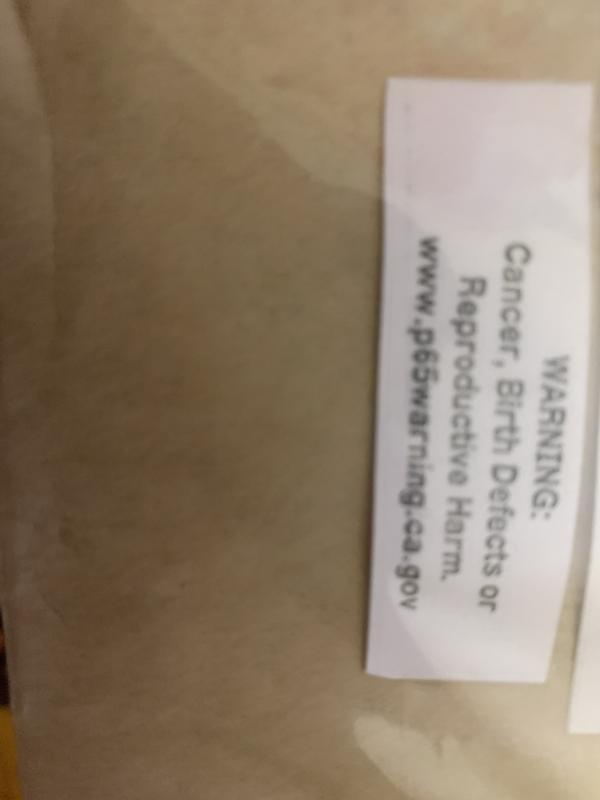 WARNING:
Cancer, Birth Defects or
Reproductive Harm.
www.p65warning.ca.gov